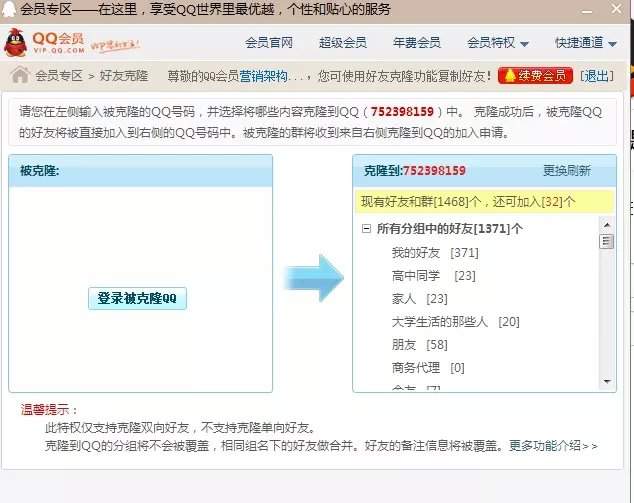 会员专区——在这里，享受QQ世界里最优越，个性和贴心的服务
QQ会员
VIP.QQ.COM
会员官网 超级会员 年费会员 会员特权 快捷通道
会员专区 > 好友克隆 尊敬的QQ会员营销架构...，您可使用好友克隆功能复制好友！ 续费会员 [退出]
请您在左侧输入被克隆的QQ号码，并选择将哪些内容克隆到QQ（752398159）中。 克隆成功后，被克隆QQ
的好友将被直接加入到右侧的QQ号码中。被克隆的群将收到来自右侧克隆到QQ的加入申请。
被克隆:
登录被克隆QQ
克隆到:752398159 更换刷新
现有好友和群[1468]个，还可加入[32]个
所有分组中的好友[1371]个
我的好友 [371]
高中同学 [23]
家人 [23]
大学生活的那些人 [20]
朋友 [58]
商务代理 [0]
温馨提示：
此特权仅支持克隆双向好友，不支持克隆单向好友。
克隆到QQ的分组将不会被覆盖，相同组名下的好友做合并。好友的备注信息将被覆盖。更多功能介绍>>